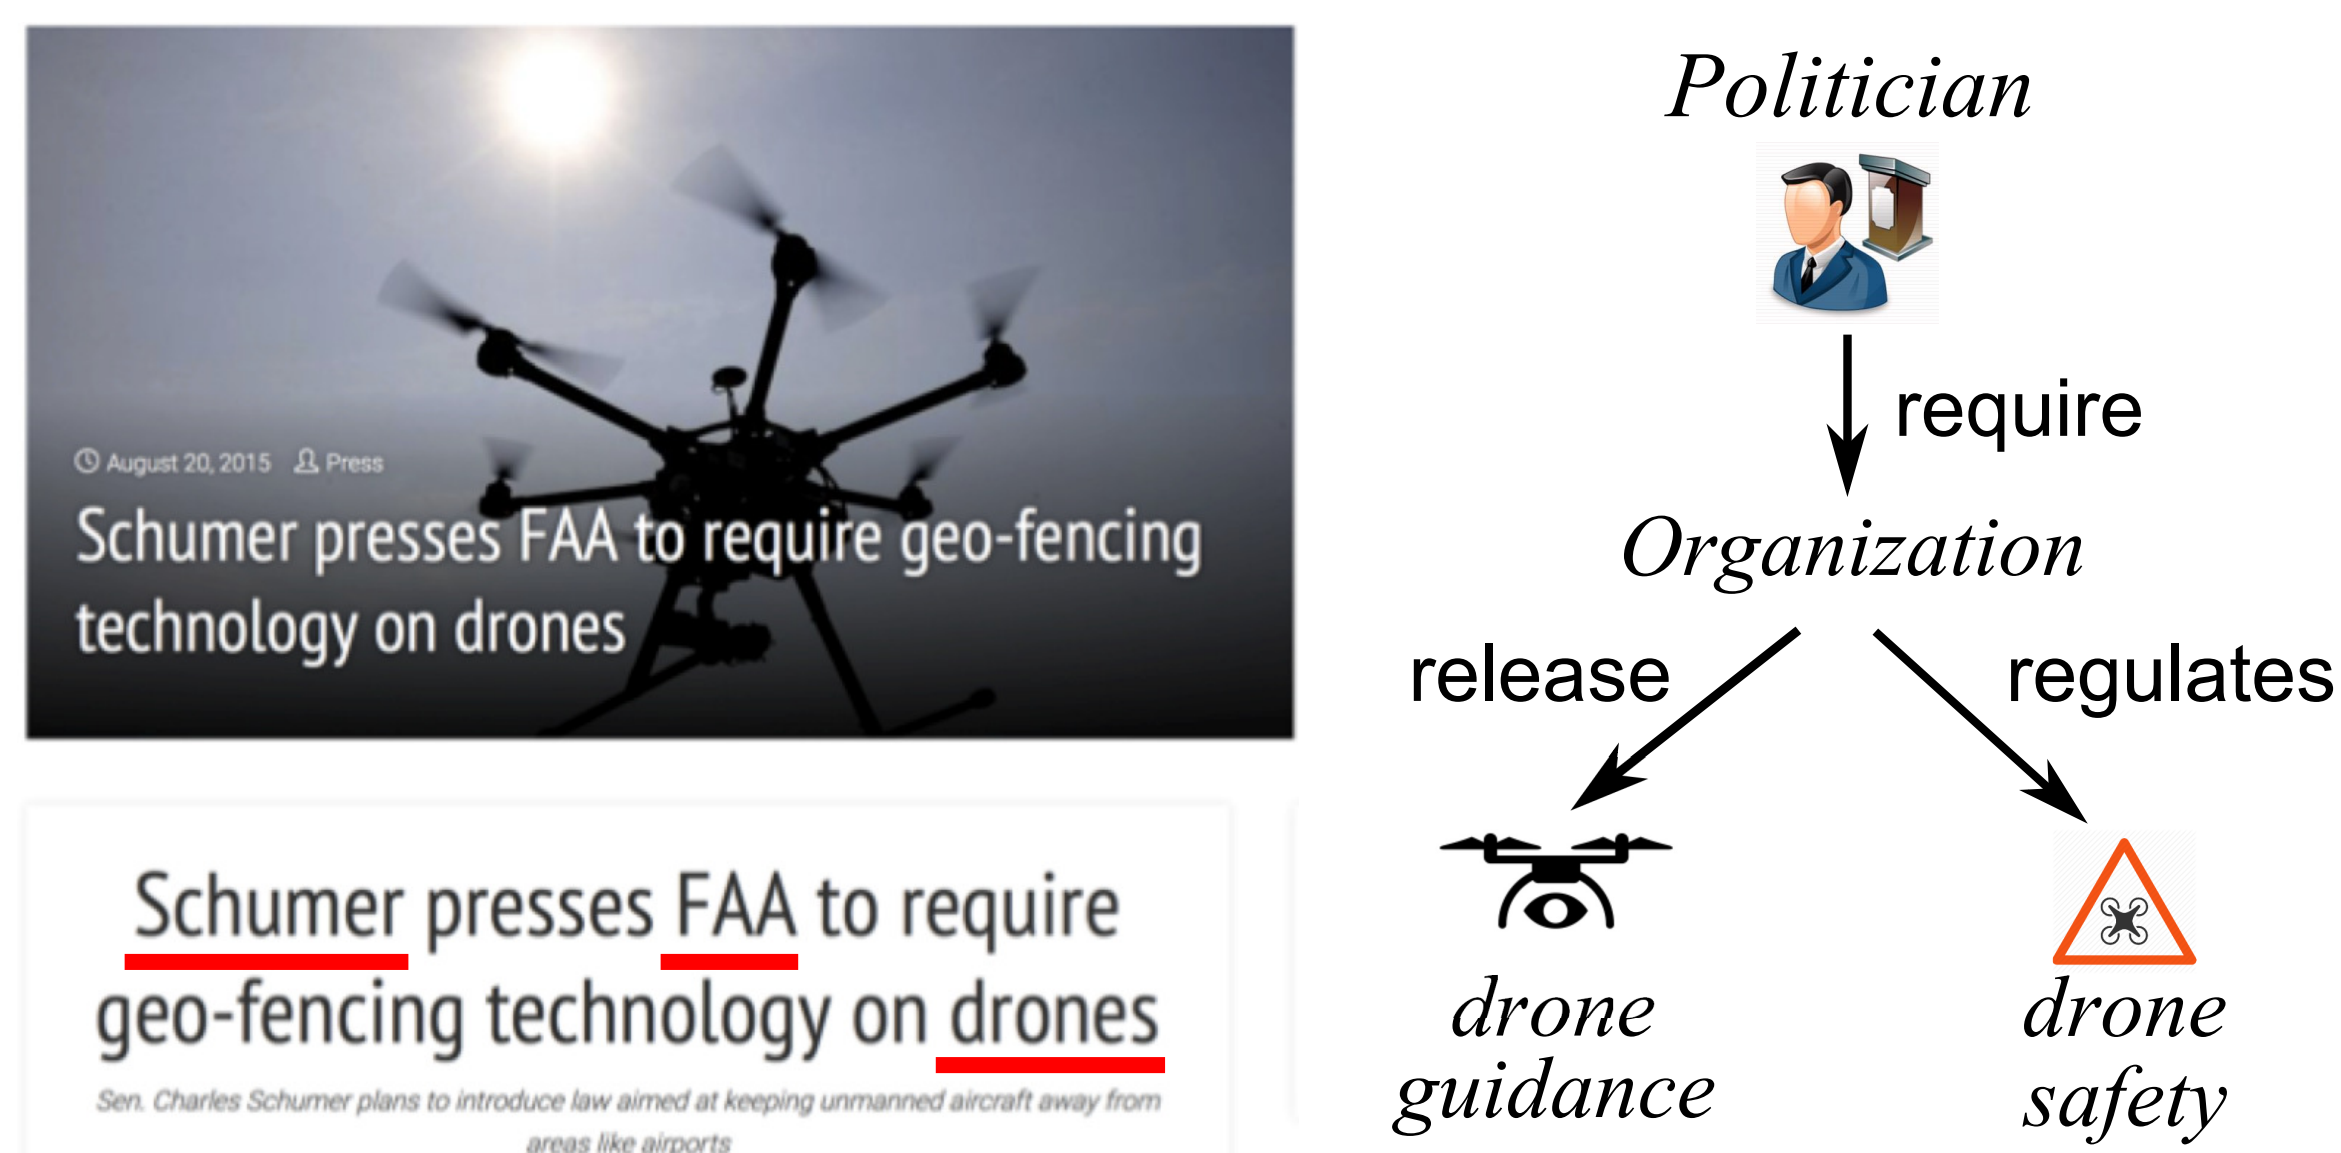 August 20, 2015 Press
Schumer presses FAA to require geo-fencing
technology on drones
Schumer presses FAA to require
geo-fencing technology on drones
Sen. Charles Schumer plans to introduce law aimed at keeping unmanned aircraft away from
areas like airports
Politician
require
Organization
release
regulates
drone
guidance
drone
safety